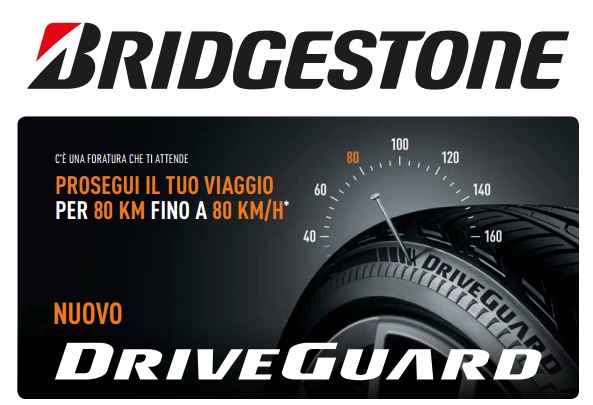 BRIDGESTONE
C'È UNA FORATURA CHE TI ATTENDE
PROSEGUI IL TUO VIAGGIO
PER 80 KM FINO A 80 KM/H*
40
60
80
100
120
140
160
DRIVEGUARD
NUOVO
DRIVEGUARD